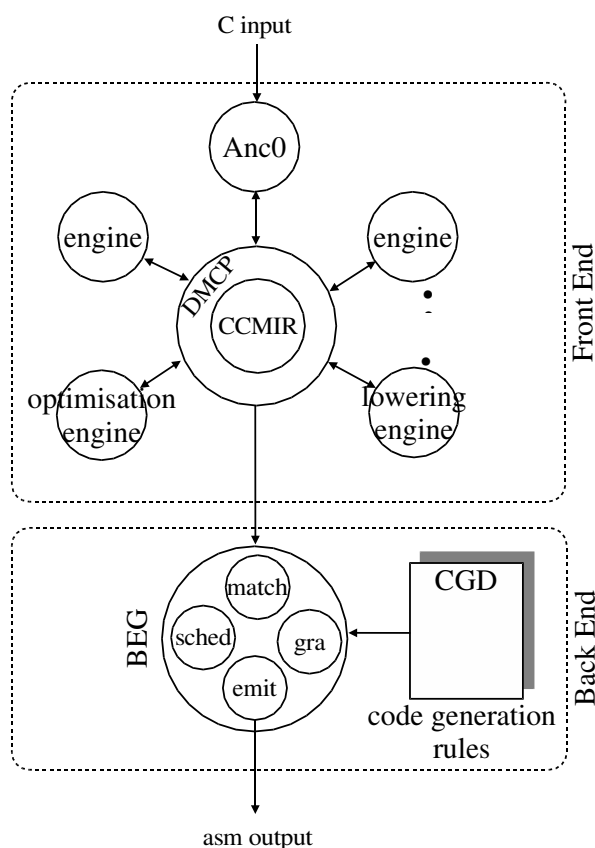 C input
Anc0
engine
engine
DMCP
CCMIR
optimisation
engine
lowering
engine
Front End
match
sched
gra
emit
BEG
CGD
code generation
rules
Back End
asm output